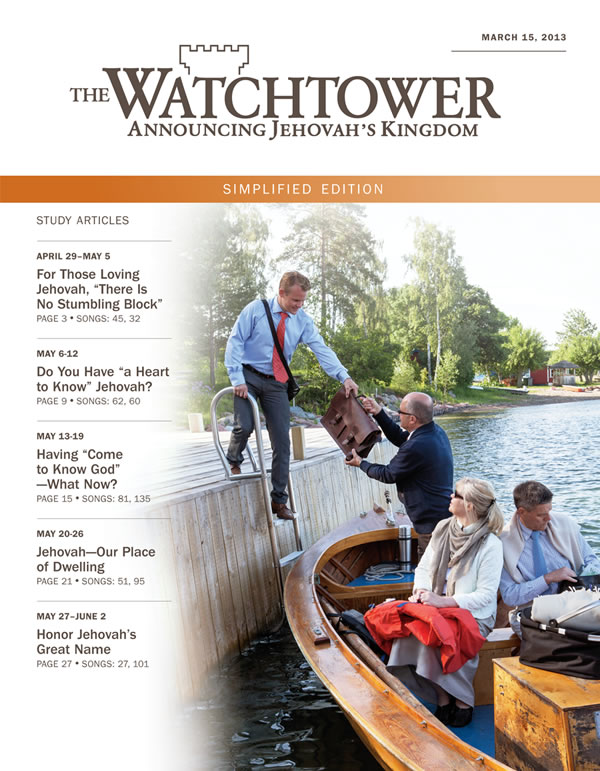 MARCH 15, 2013
THE WATCHTOWER
ANNOUNCING JEHOVAH'S KINGDOM
SIMPLIFIED EDITION
STUDY ARTICLES
APRIL 29–MAY 5
For Those Loving
Jehovah, “There Is
No Stumbling Block”
PAGE 3 • SONGS: 45, 32
MAY 6-12
Do You Have “a Heart
to Know” Jehovah?
PAGE 9 • SONGS: 62, 60
MAY 13-19
Having “Come
to Know God”
—What Now?
PAGE 15 • SONGS: 81, 135
MAY 20-26
Jehovah—Our Place
of Dwelling
PAGE 21 • SONGS: 51, 95
MAY 27–JUNE 2
Honor Jehovah’s
Great Name
PAGE 27 • SONGS: 27, 101